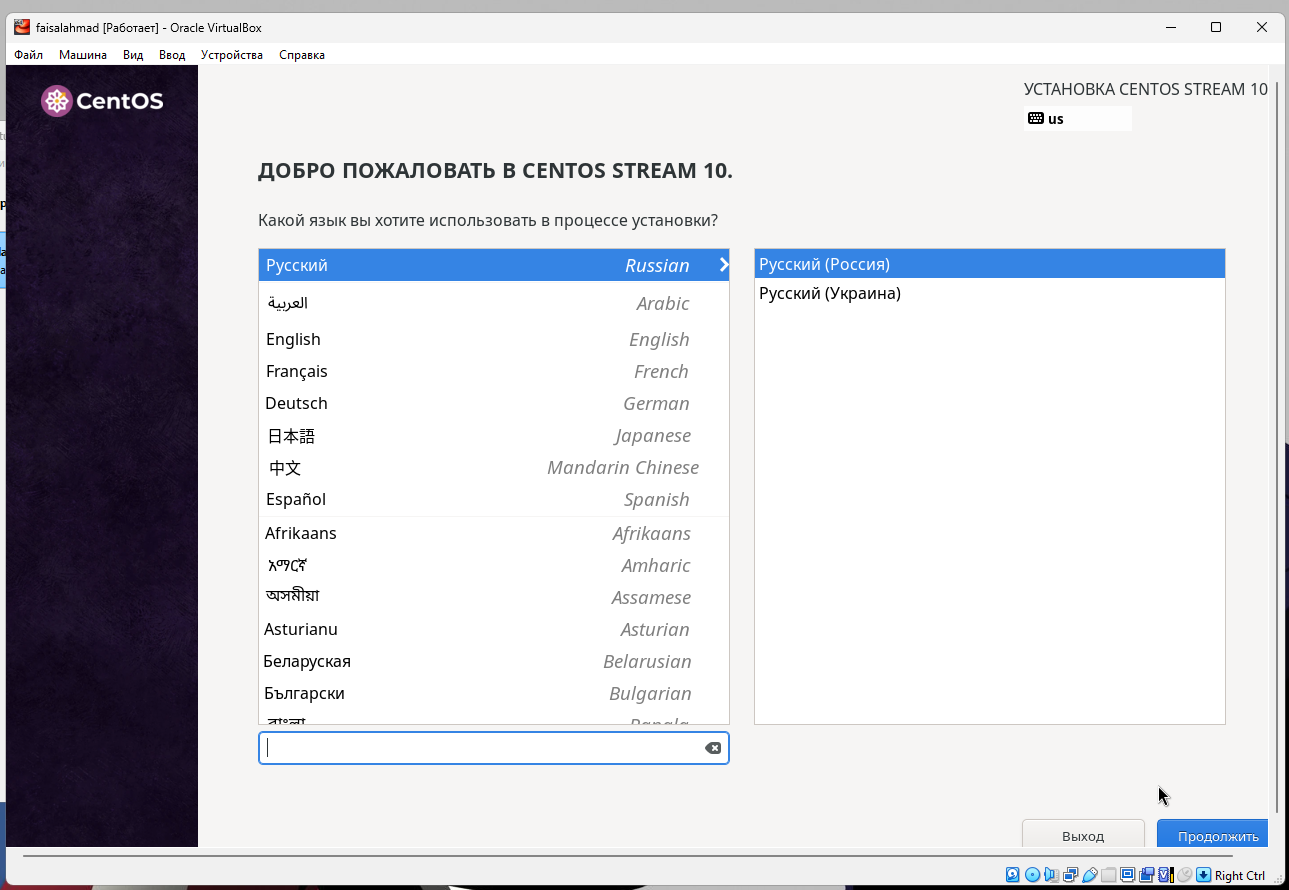 faisalahmad [Работает] - Oracle VirtualBox
Файл Машина Вид Ввод Устройства Справка
CentOS
УСТАНОВКА CENTOS STREAM 10
us
ДОБРО ПОЖАЛОВАТЬ В CENTOS STREAM 10.
Какой язык вы хотите использовать в процессе установки?
Русский Russian
Русский (Россия)
العربية Arabic
Русский (Украина)
English English
Français French
Deutsch German
日本語 Japanese
中文 Mandarin Chinese
Español Spanish
Afrikaans Afrikaans
አማርኛ Amharic
অসমীয়া Assamese
Asturianu Asturian
Беларуская Belarusian
Български Bulgarian
বাংলা Bangla
Выход Продолжить
Right Ctrl